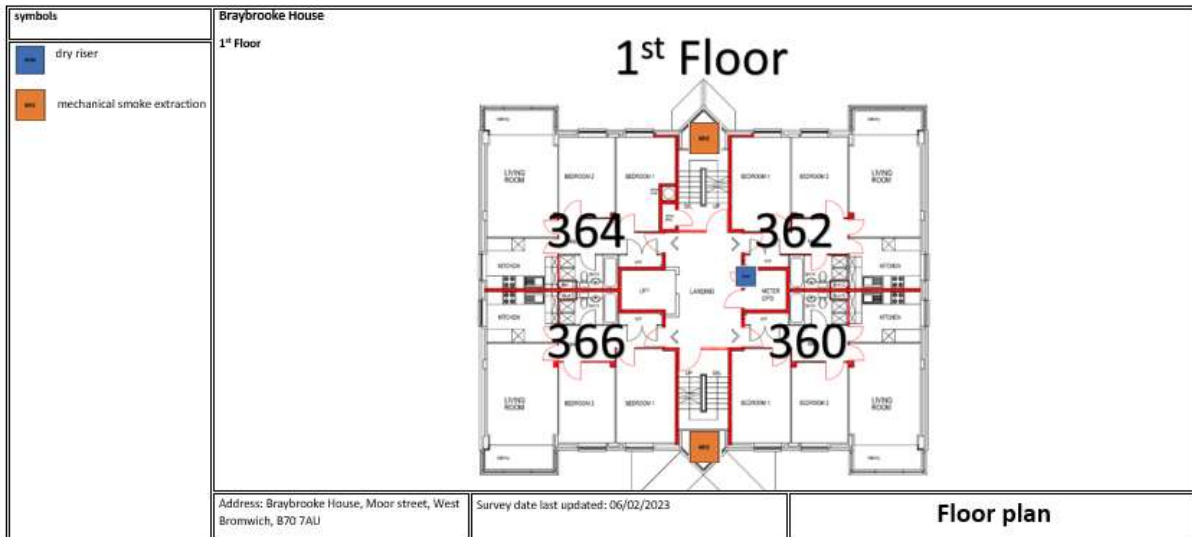 symbols
dry riser
mechanical smoke extraction
Braybrooke House
1st Floor
1st Floor
LIVING ROOM
BEDROOM 2
BEDROOM 1
BEDROOM 1
BEDROOM 2
LIVING ROOM
364
362
KITCHEN
LIFT
LANDING
METER CPD
KITCHEN
KITCHEN
KITCHEN
366
360
UP
LIVING ROOM
BEDROOM 2
BEDROOM 1
BEDROOM 1
BEDROOM 2
LIVING ROOM
Address: Braybrooke House, Moor street, West
Bromwich, B70 7AU
Survey date last updated: 06/02/2023
Floor plan